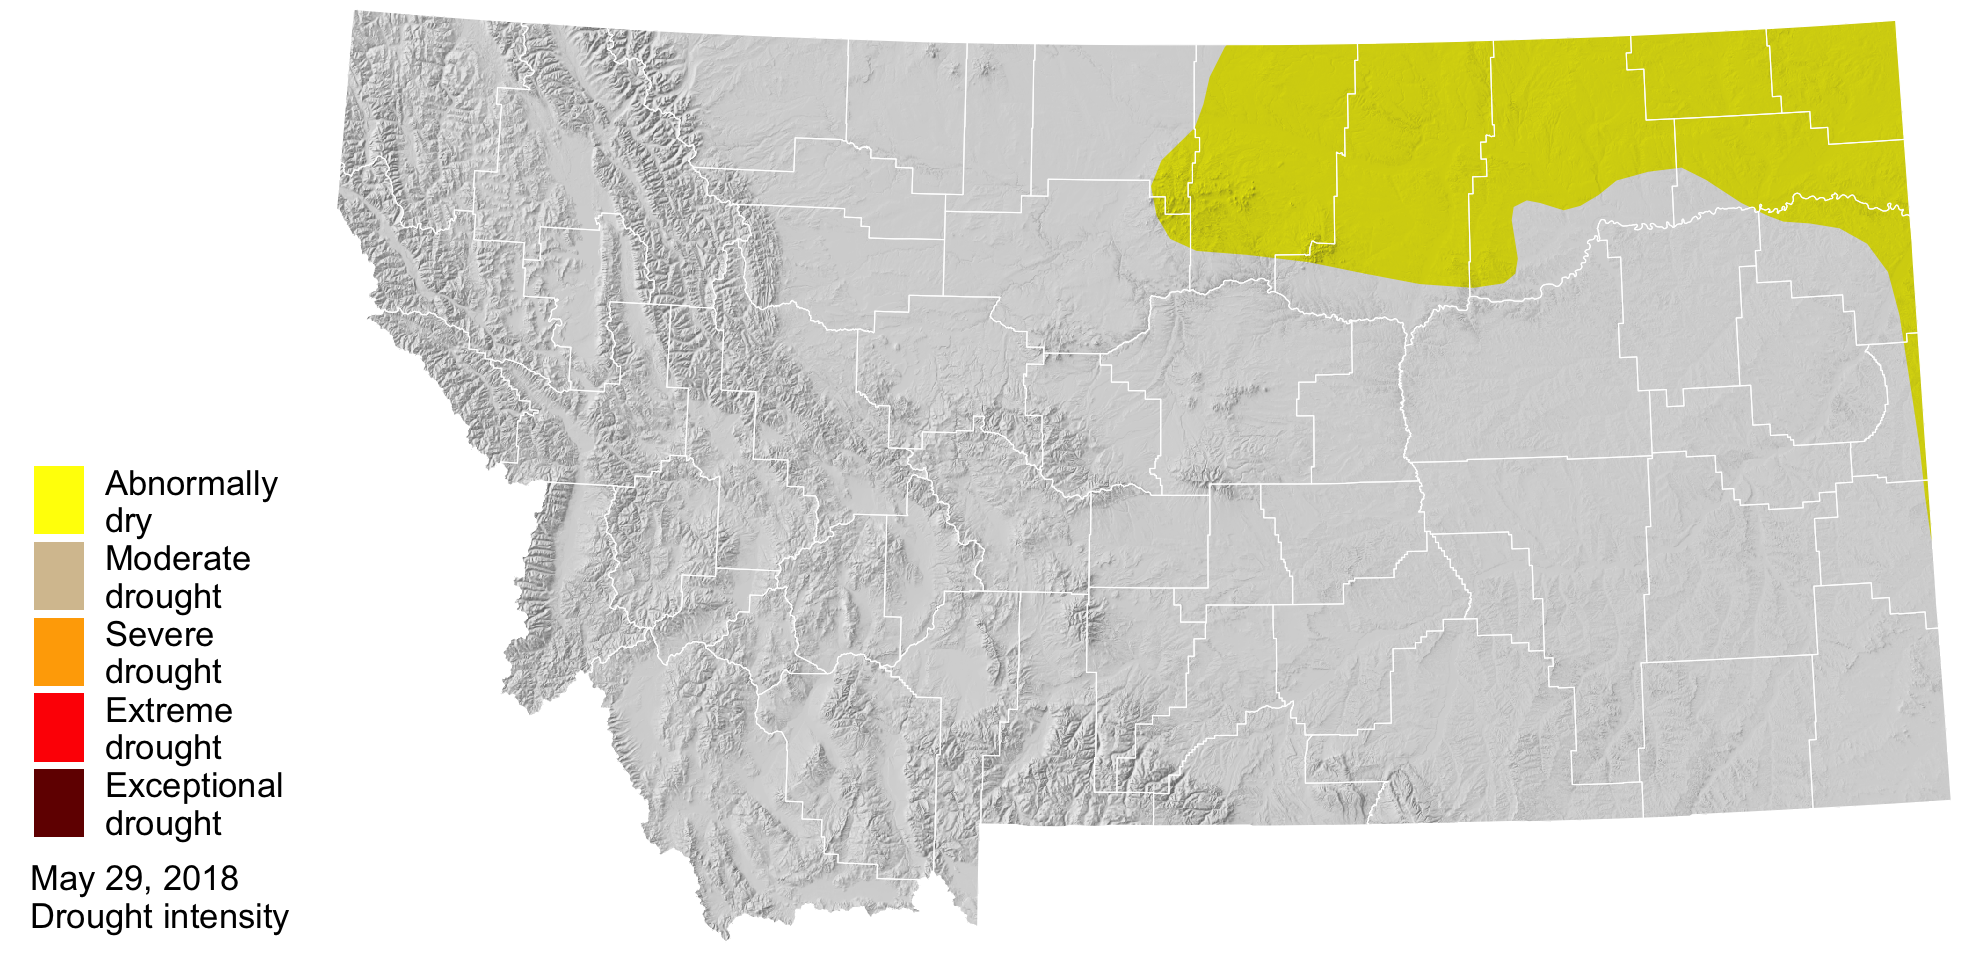 Abnormally
dry
Moderate
drought
Severe
drought
Extreme
drought
Exceptional
drought
May 29, 2018
Drought intensity